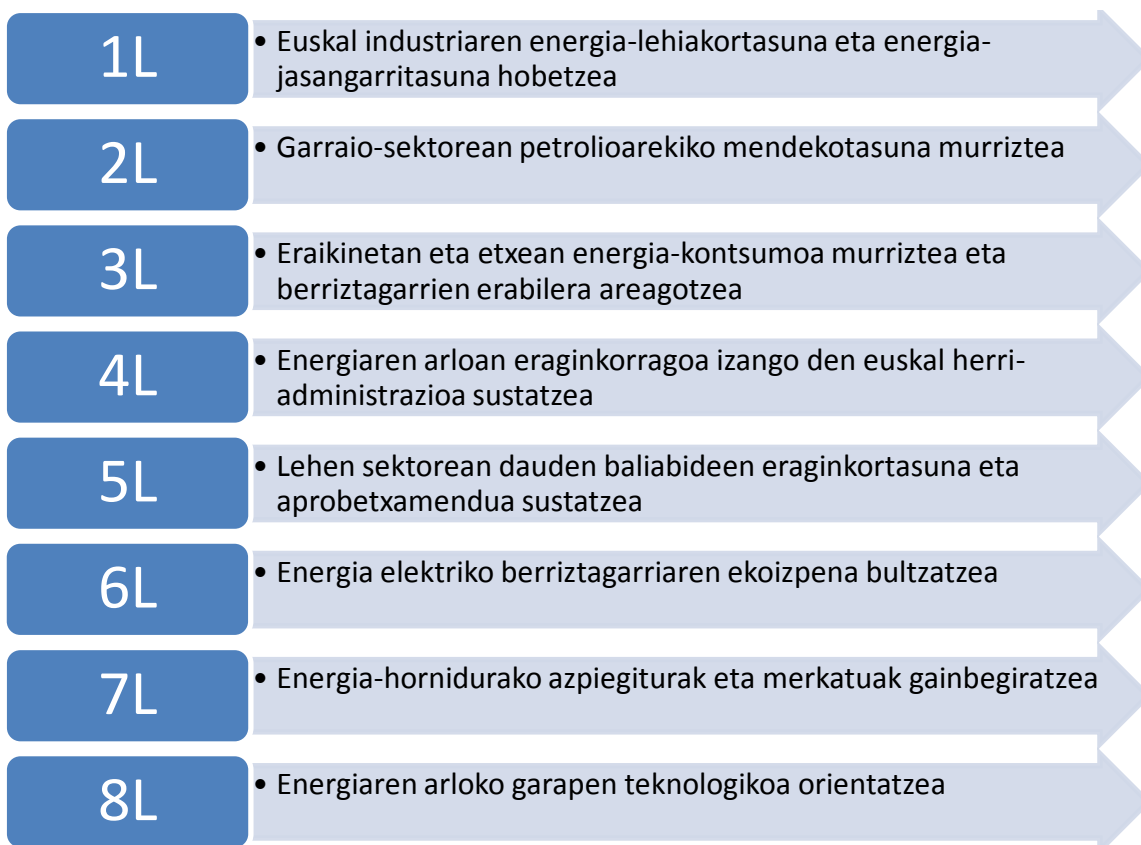 1L
• Euskal industriaren energia-lehiakortasuna eta energia-
jasangarritasuna hobetzea
2L
• Garraio-sektorean petrolioarekiko mendekotasuna murriztea
3L
• Eraikinetan eta etxean energia-kontsumoa murriztea eta
berriztagarrien erabilera areagotzea
4L
• Energiaren arloan eraginkorragoa izango den euskal herri-
administrazioa sustatzea
5L
• Lehen sektorean dauden baliabideen eraginkortasuna eta
aprobetxamendua sustatzea
6L
• Energia elektriko berriztagarriaren ekoizpena bultzatzea
7L
• Energia-hornidurako azpiegiturak eta merkatuak gainbegiratzea
8L
• Energiaren arloko garapen teknologikoa orientatzea